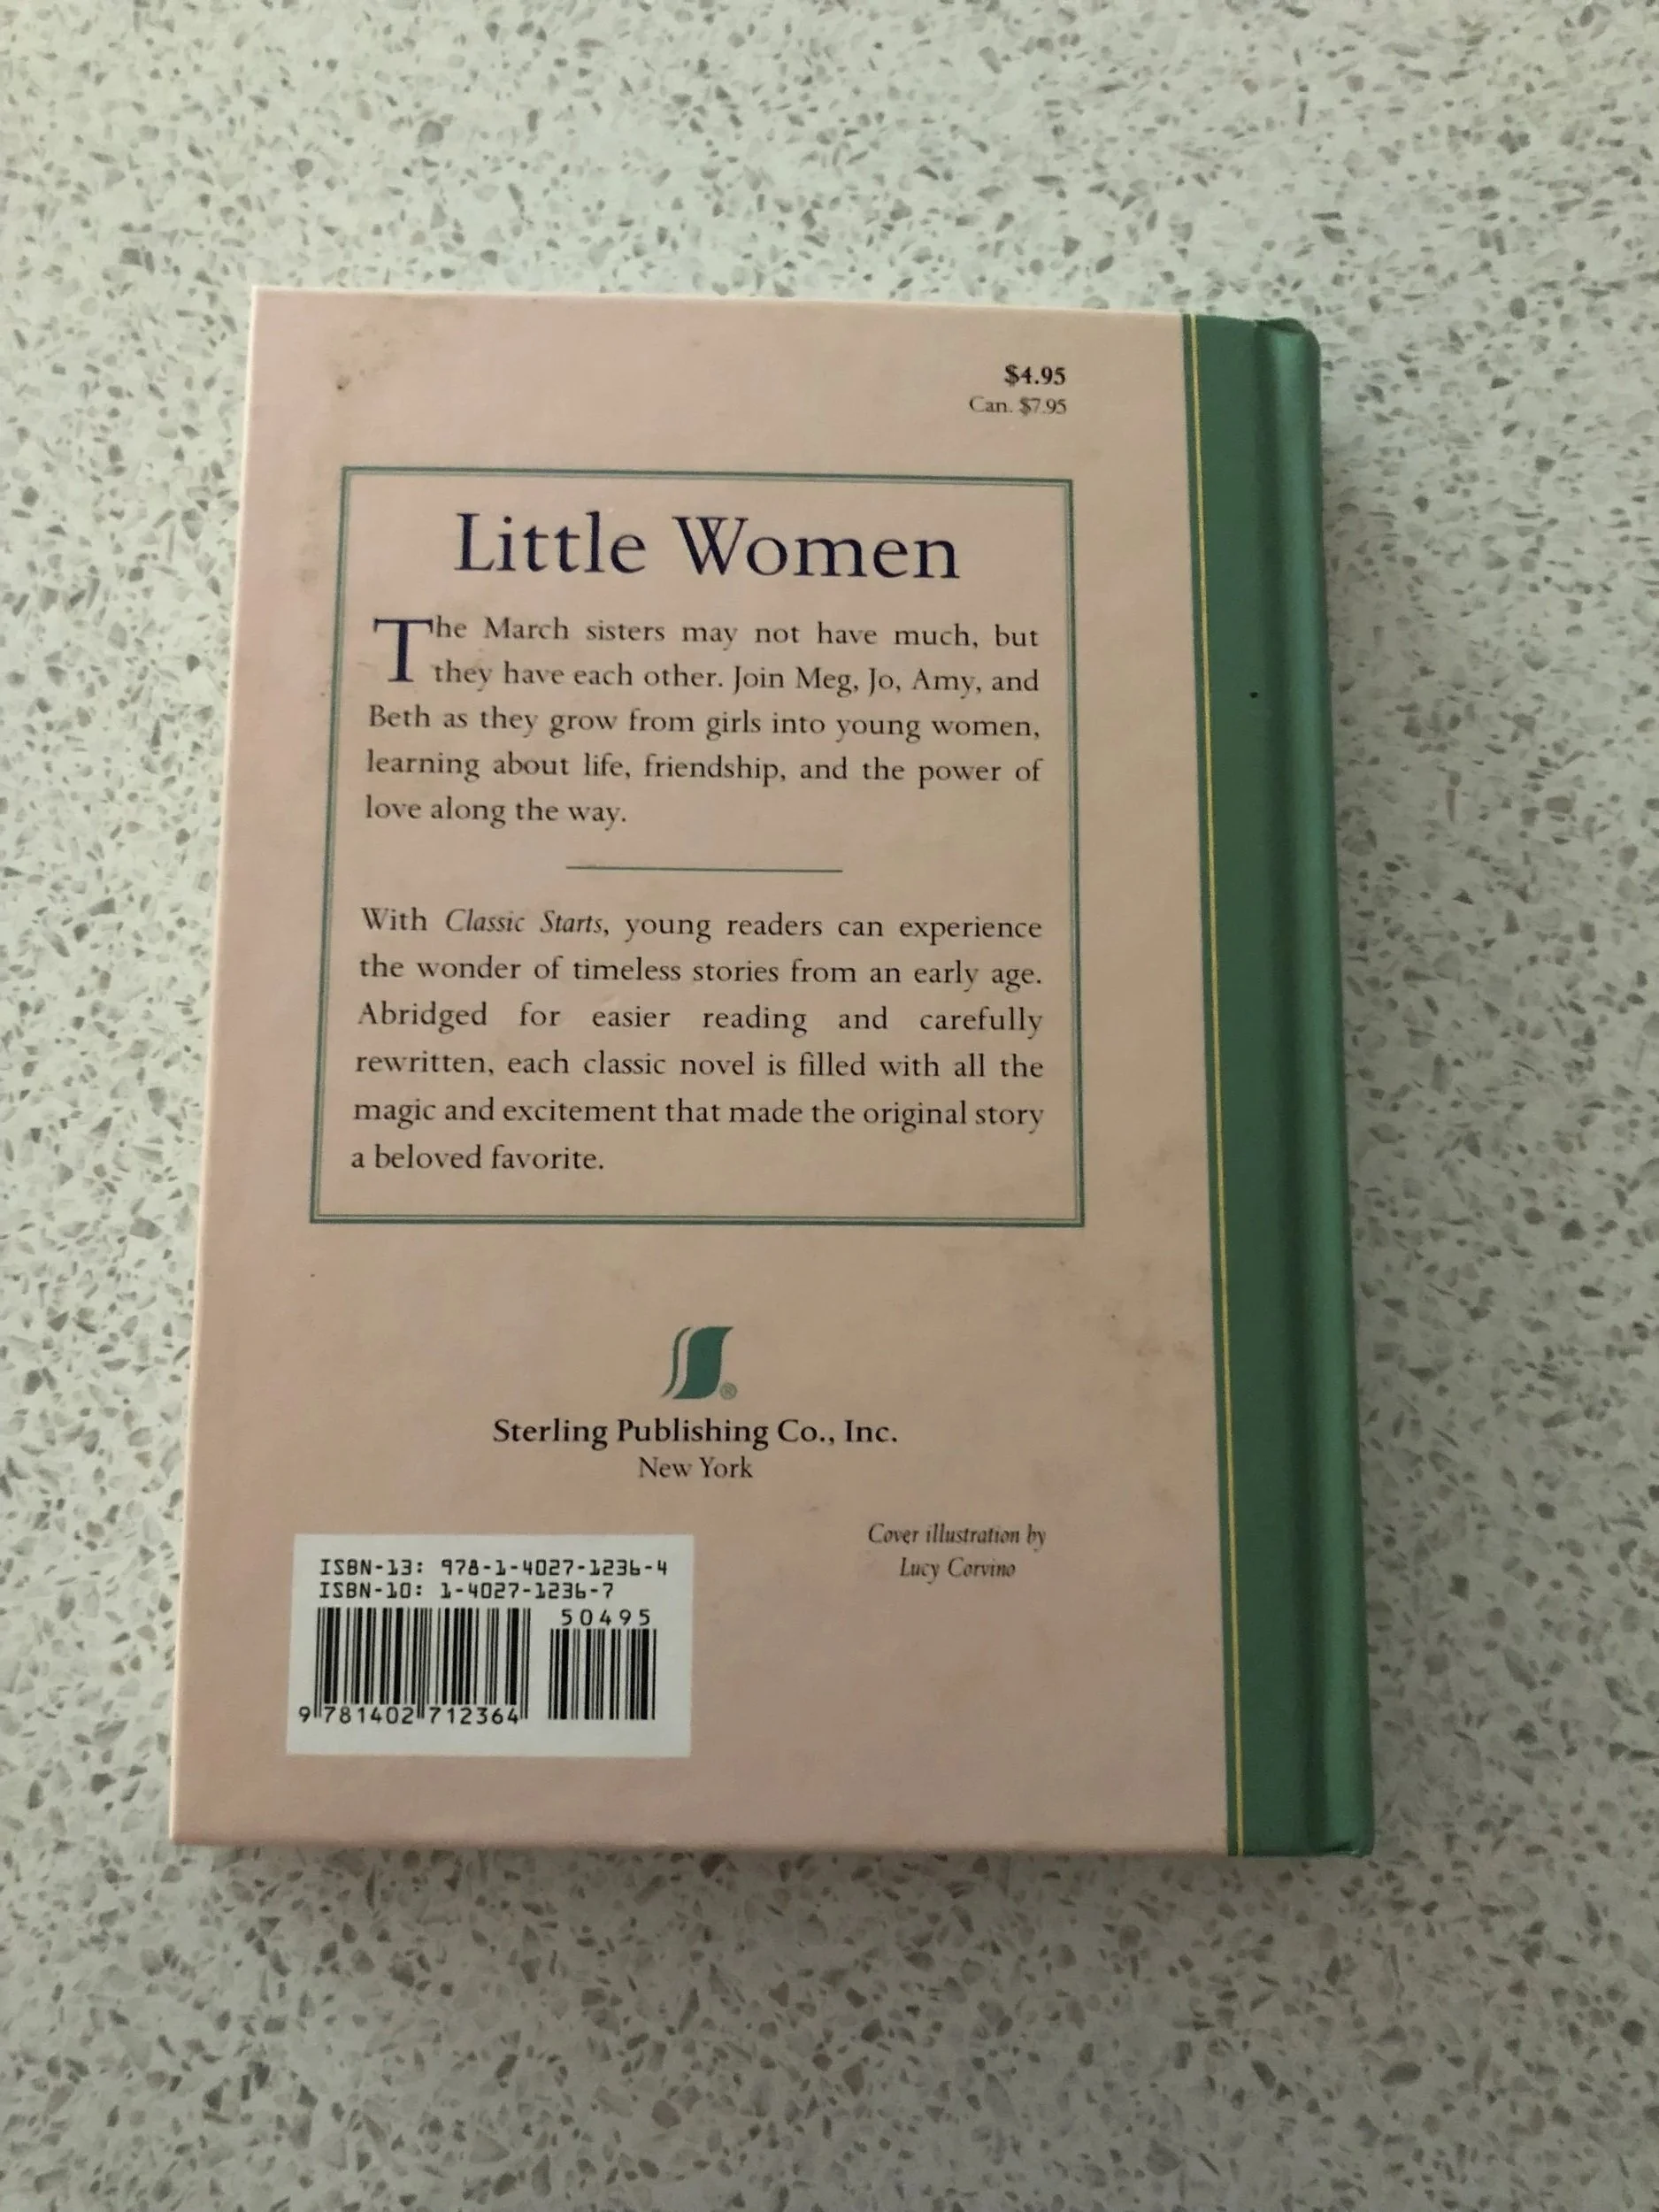 $4.95
Can. $7.95
Little Women
The March sisters may not have much, but
they have each other. Join Meg, Jo, Amy, and
Beth as they grow from girls into young women,
learning about life, friendship, and the power of
love along the way.
With Classic Starts, young readers can experience
the wonder of timeless stories from an early age.
Abridged for easier reading and carefully
rewritten, each classic novel is filled with all the
magic and excitement that made the original story
a beloved favorite.
®
Sterling Publishing Co., Inc.
New York
Cover illustration by
Lucy Corvino
ISBN-13: 978-1-4027-1236-4
ISBN-10: 1-4027-1236-7
50495
9 781402 712364